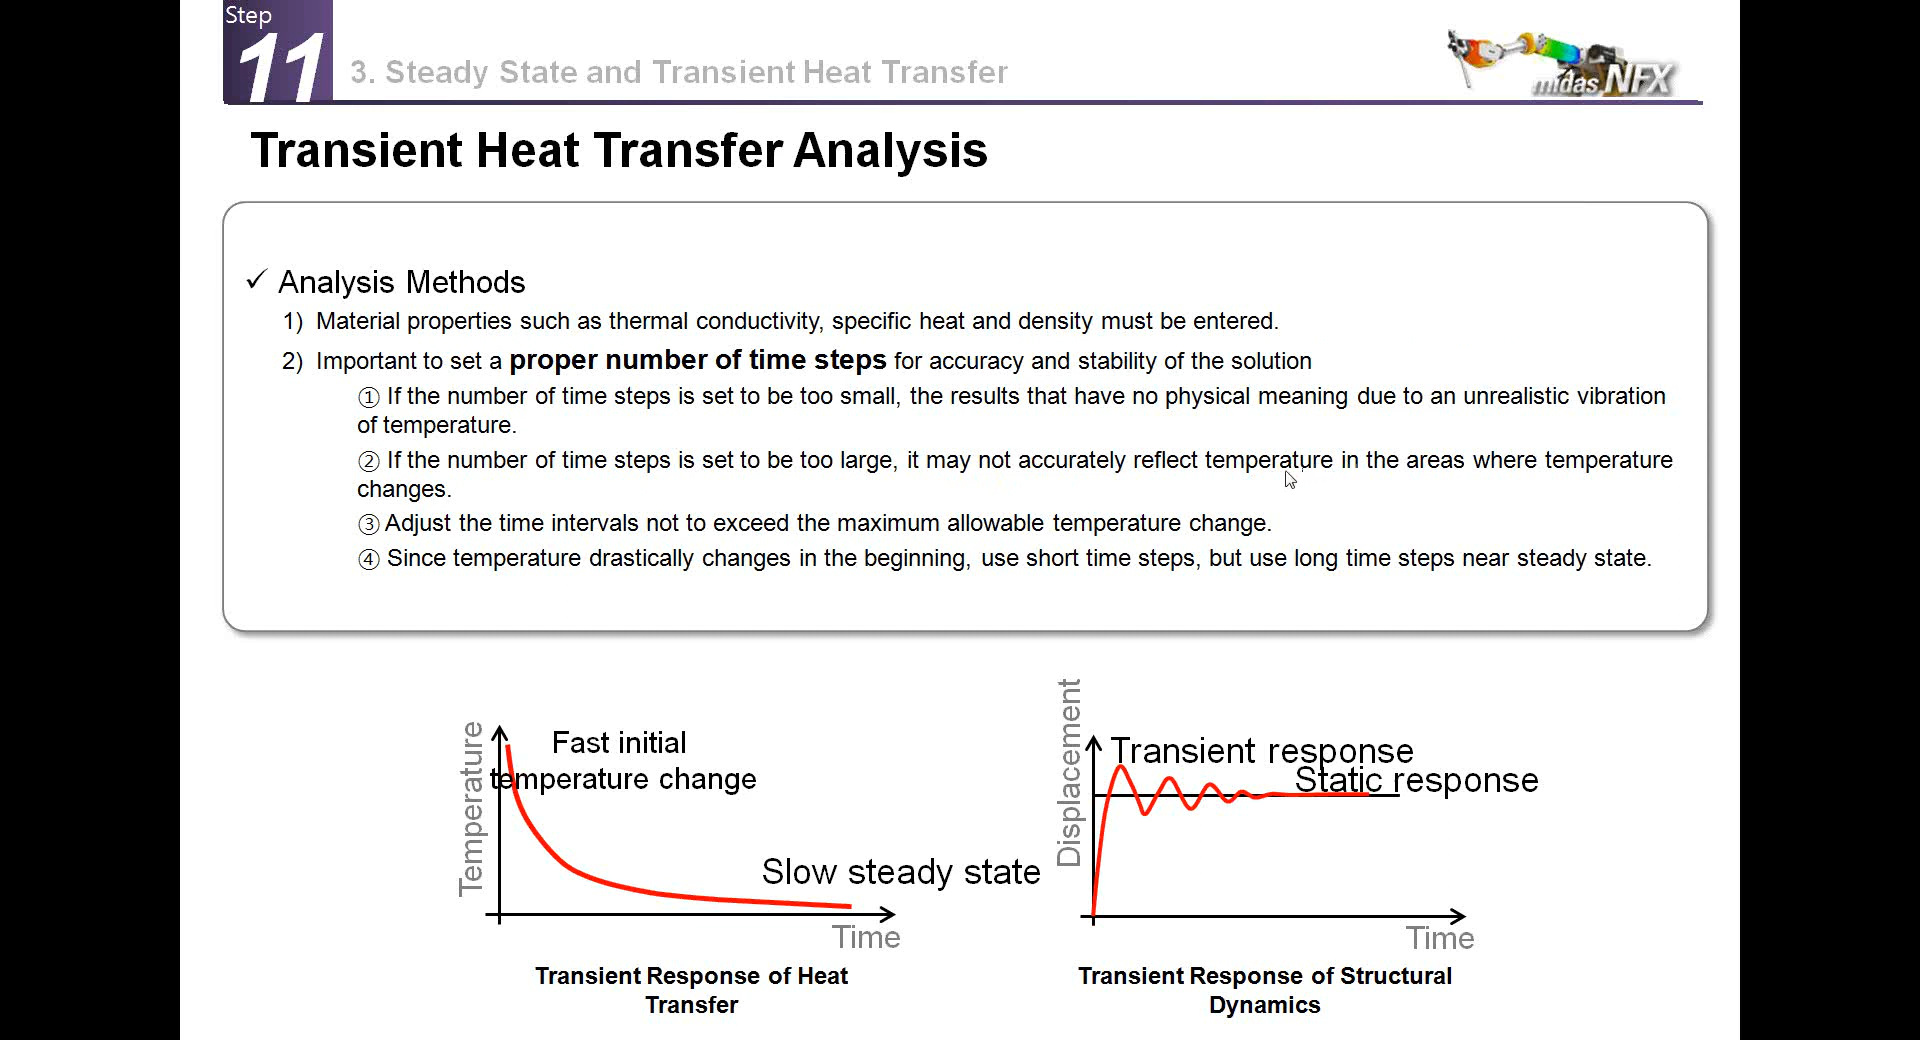 Step
11
3. Steady State and Transient Heat Transfer
midas NFX
Transient Heat Transfer Analysis
✓ Analysis Methods
1) Material properties such as thermal conductivity, specific heat and density must be entered.
2) Important to set a proper number of time steps for accuracy and stability of the solution
① If the number of time steps is set to be too small, the results that have no physical meaning due to an unrealistic vibration
of temperature.
② If the number of time steps is set to be too large, it may not accurately reflect temperature in the areas where temperature
changes.
③ Adjust the time intervals not to exceed the maximum allowable temperature change.
④ Since temperature drastically changes in the beginning, use short time steps, but use long time steps near steady state.
Temperature
Fast initial
temperature change
Slow steady state
Time
Transient Response of Heat
Transfer
Displacement
Transient response
Static response
Time
Transient Response of Structural
Dynamics